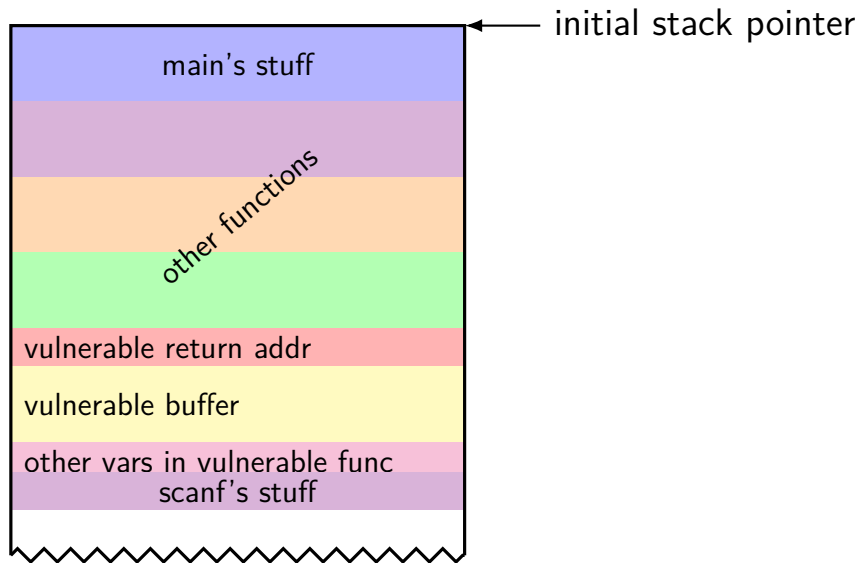 initial stack pointer
main's stuff
other functions
vulnerable return addr
vulnerable buffer
other vars in vulnerable func
scanf's stuff